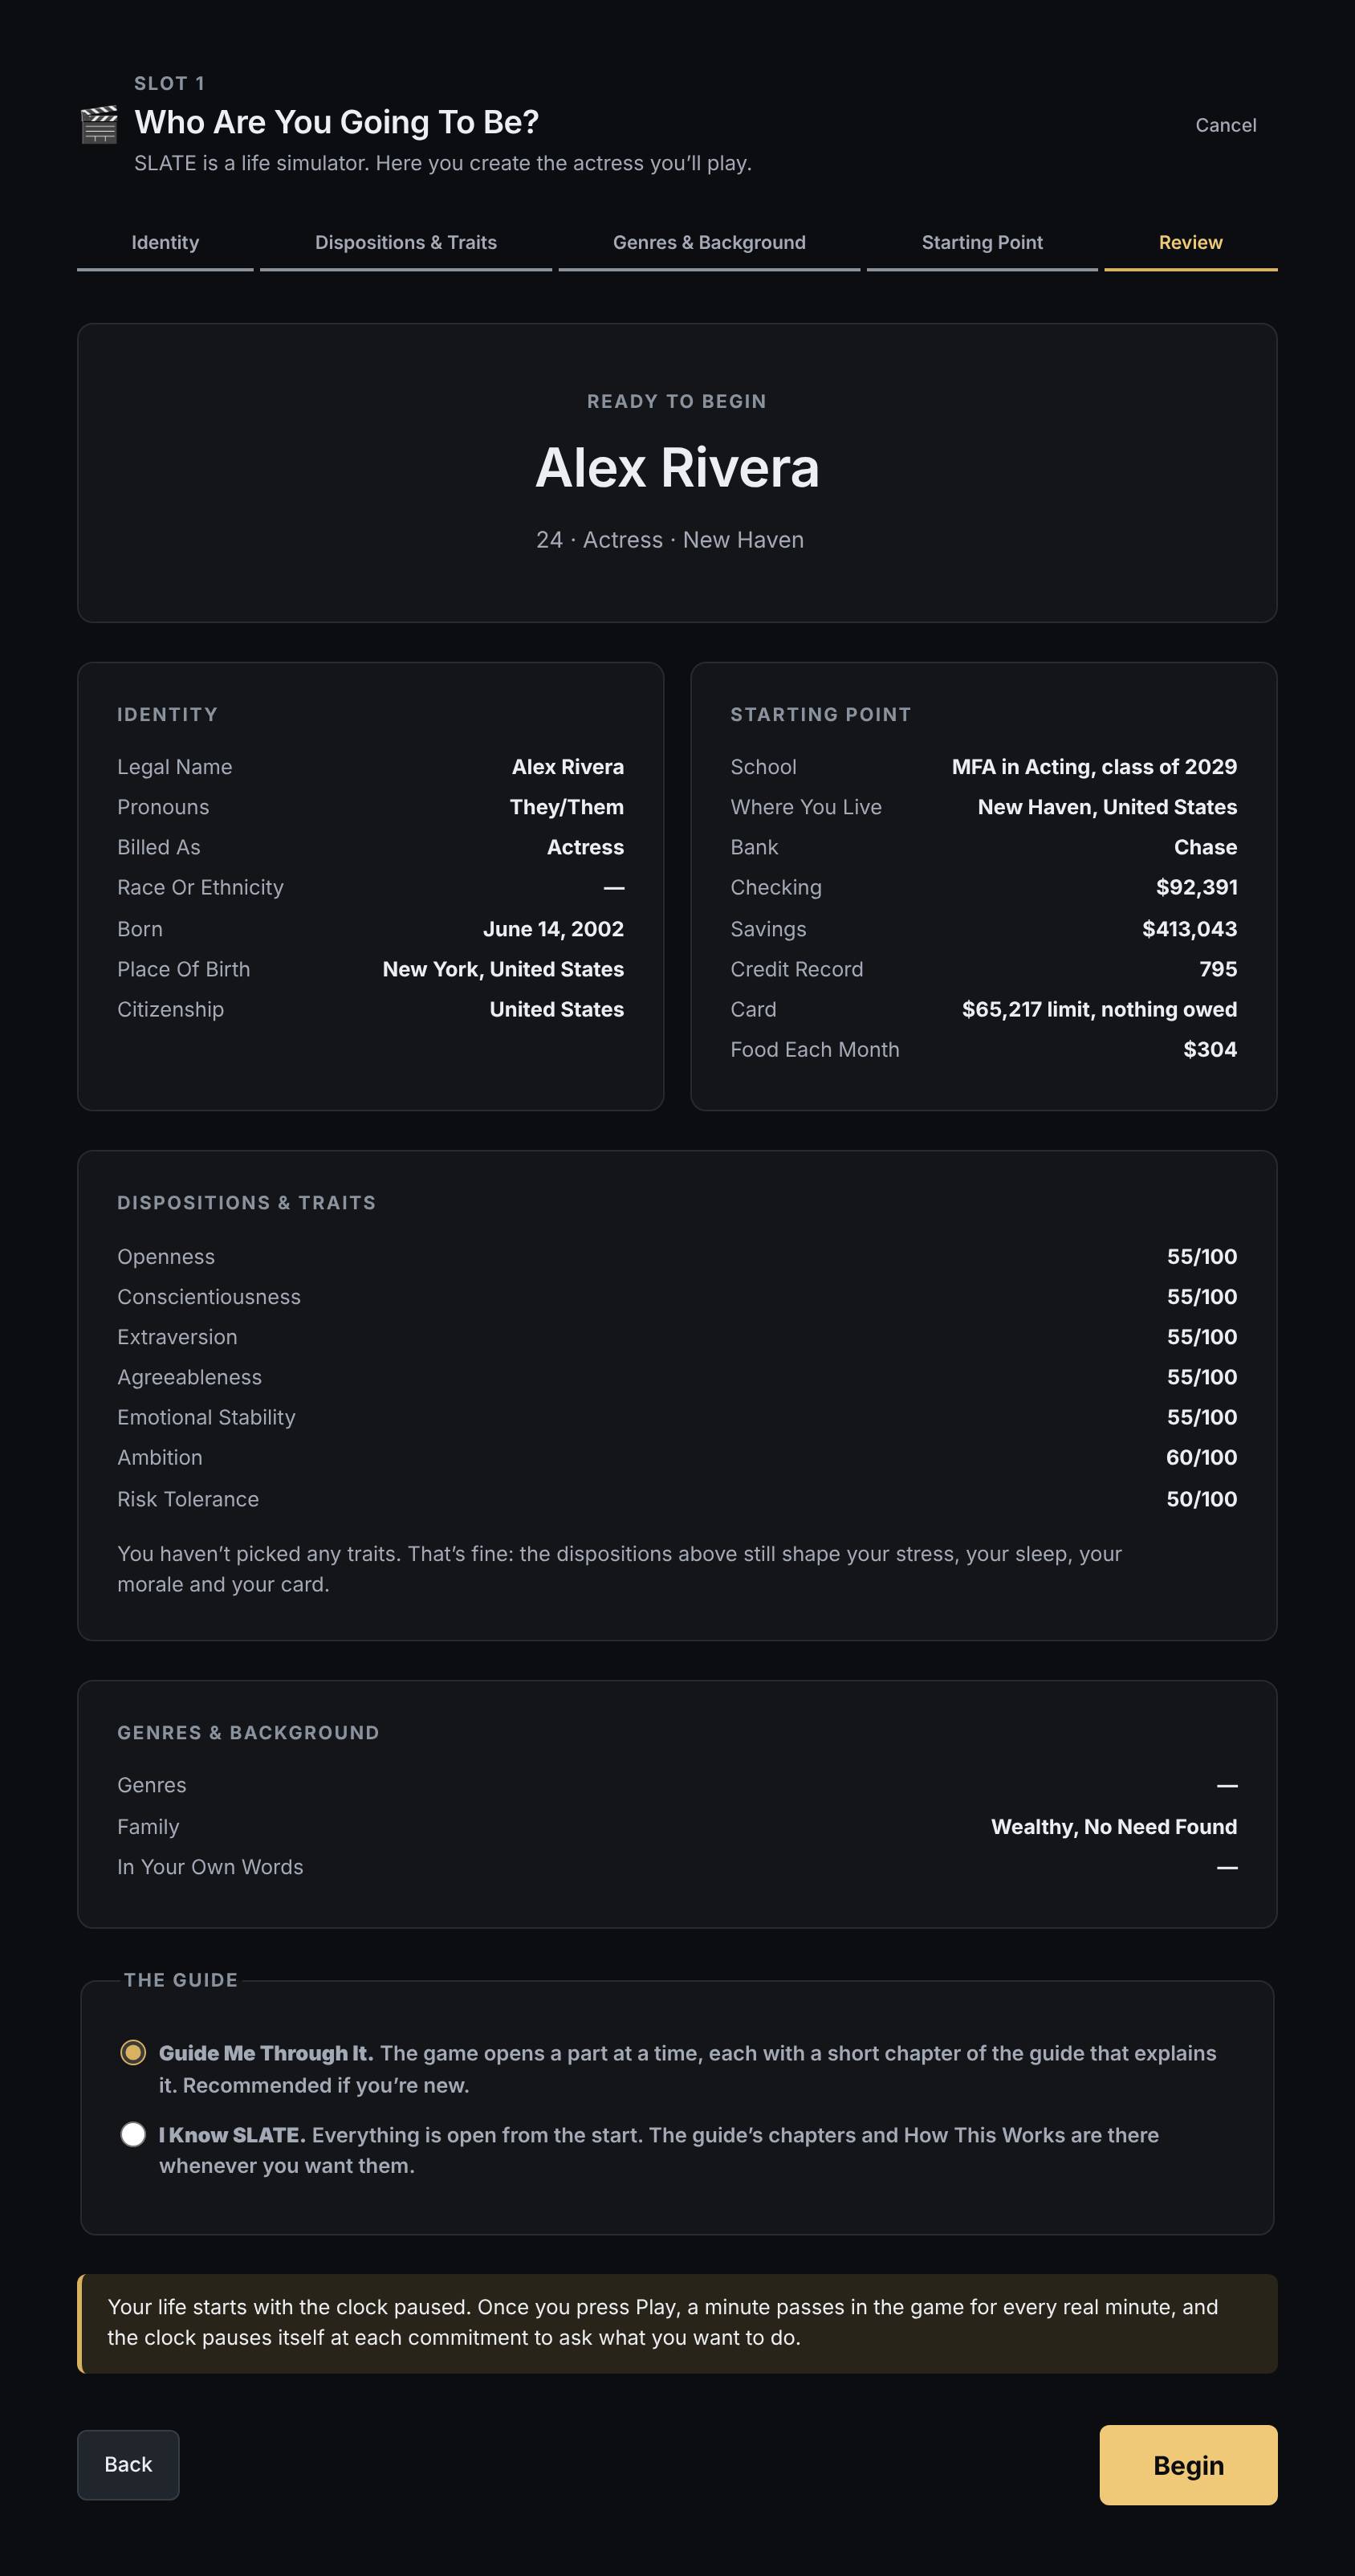 SLOT 1
Who Are You Going To Be?
SLATE is a life simulator. Here you create the actress you’ll play.
Cancel
Identity
Dispositions & Traits
Genres & Background
Starting Point
Review
READY TO BEGIN
Alex Rivera
24 · Actress · New Haven
IDENTITY
Legal Name Alex Rivera
Pronouns They/Them
Billed As Actress
Race Or Ethnicity —
Born June 14, 2002
Place Of Birth New York, United States
Citizenship United States
STARTING POINT
School MFA in Acting, class of 2029
Where You Live New Haven, United States
Bank Chase
Checking $92,391
Savings $413,043
Credit Record 795
Card $65,217 limit, nothing owed
Food Each Month $304
DISPOSITIONS & TRAITS
Openness 55/100
Conscientiousness 55/100
Extraversion 55/100
Agreeableness 55/100
Emotional Stability 55/100
Ambition 60/100
Risk Tolerance 50/100
You haven’t picked any traits. That’s fine: the dispositions above still shape your stress, your sleep, your
morale and your card.
GENRES & BACKGROUND
Genres —
Family Wealthy, No Need Found
In Your Own Words —
THE GUIDE
Guide Me Through It. The game opens a part at a time, each with a short chapter of the guide that explains
it. Recommended if you’re new.
I Know SLATE. Everything is open from the start. The guide’s chapters and How This Works are there
whenever you want them.
Your life starts with the clock paused. Once you press Play, a minute passes in the game for every real minute, and
the clock pauses itself at each commitment to ask what you want to do.
Back
Begin